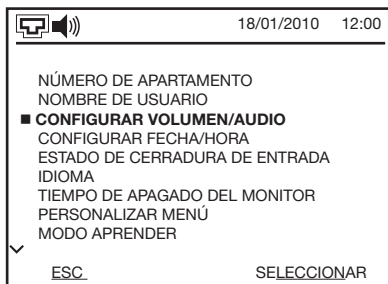 18/01/2010 12:00
NÚMERO DE APARTAMENTO
NOMBRE DE USUARIO
CONFIGURAR VOLUMEN/AUDIO
CONFIGURAR FECHA/HORA
ESTADO DE CERRADURA DE ENTRADA
IDIOMA
TIEMPO DE APAGADO DEL MONITOR
PERSONALIZAR MENÚ
MODO APRENDER
ESC SELECCIONAR